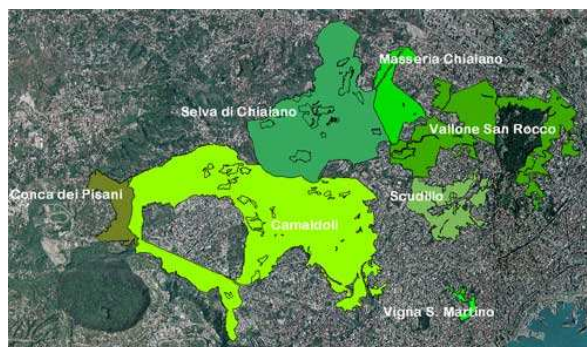 Masseria Chiaiano
Selva di Chiaiano
Vallone San Rocco
Conca dei Pisani
Scudillo
Camaldoli
Vigna S. Martino